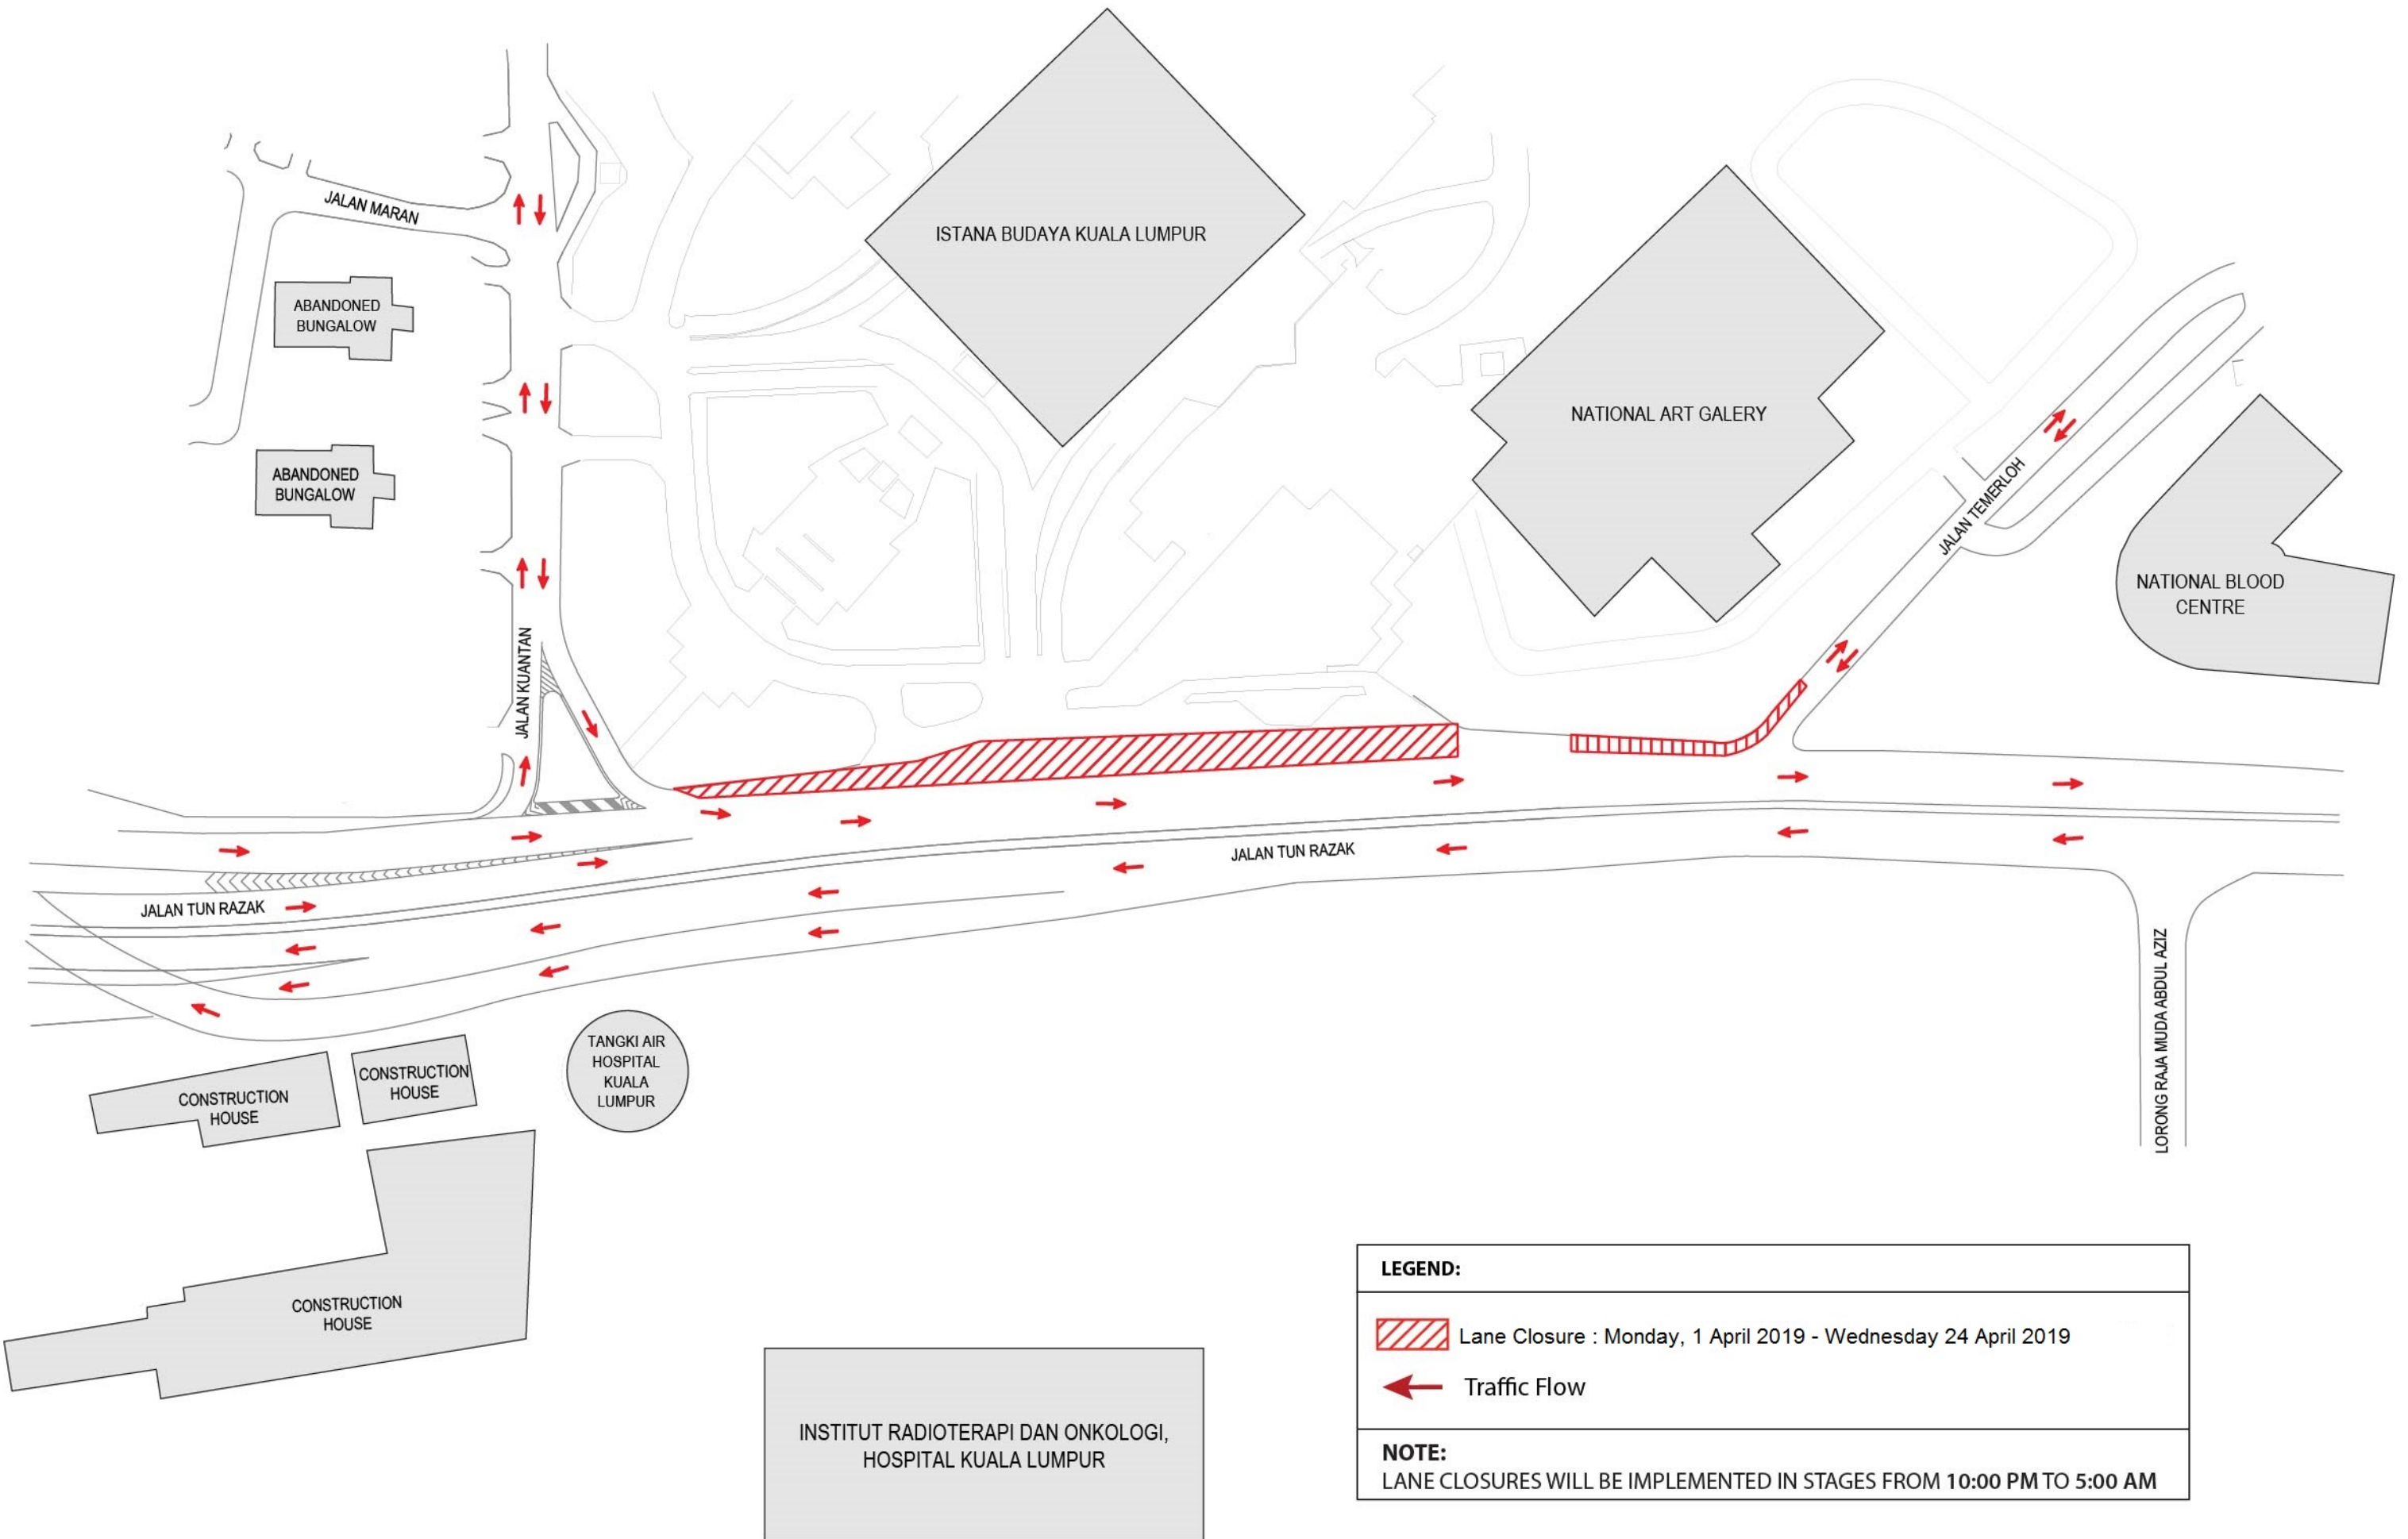 JALAN MARAN
ISTANA BUDAYA KUALA LUMPUR
ABANDONED
BUNGALOW
NATIONAL ART GALERY
ABANDONED
BUNGALOW
JALAN TEMERLOH
NATIONAL BLOOD
CENTRE
JALAN KUANTAN
JALAN TUN RAZAK
JALAN TUN RAZAK
LORONG RAJA MUDA ABDUL AZIZ
TANGKI AIR
HOSPITAL
KUALA
LUMPUR
CONSTRUCTION
HOUSE
CONSTRUCTION
HOUSE
CONSTRUCTION
HOUSE
INSTITUT RADIOTERAPI DAN ONKOLOGI,
HOSPITAL KUALA LUMPUR
LEGEND:
Lane Closure : Monday, 1 April 2019 - Wednesday 24 April 2019
Traffic Flow
NOTE:
LANE CLOSURES WILL BE IMPLEMENTED IN STAGES FROM 10:00 PM TO 5:00 AM